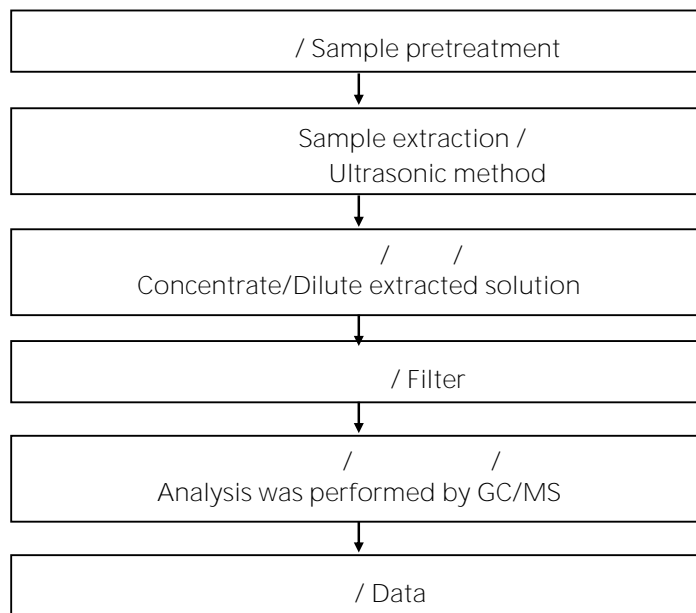 / Sample pretreatment
Sample extraction /
Ultrasonic method
/ /
Concentrate/Dilute extracted solution
/ Filter
/ /
Analysis was performed by GC/MS
/ Data